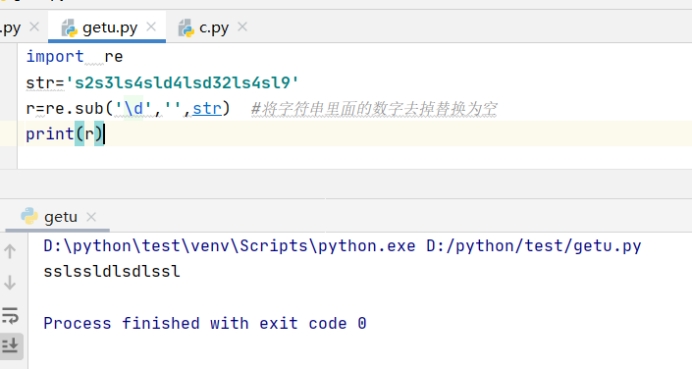 .py getu.py c.py
import re
str='s2s3ls4sld4lsd32ls4sl9'
r=re.sub('\d','',str) #将字符串里面的数字去掉替换为空
print(r)
getu
D:\python\test\venv\Scripts\python.exe D:/python/test/getu.py
sslssldlsdlssl
Process finished with exit code 0